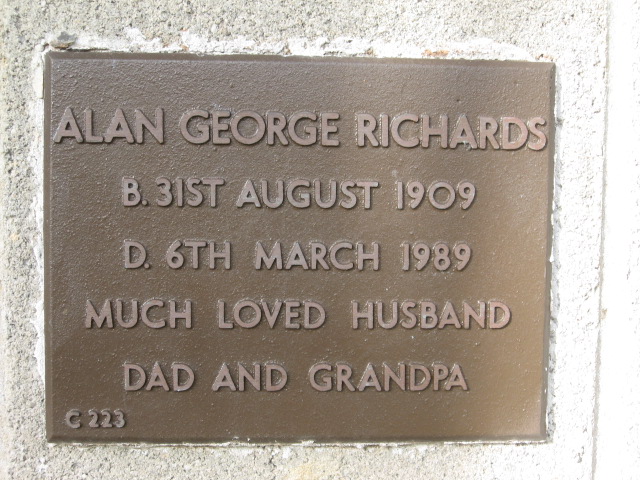 ALAN GEORGE RICHARDS
B. 31ST AUGUST 1909
D. 6TH MARCH 1989
MUCH LOVED HUSBAND
DAD AND GRANDPA
C 223